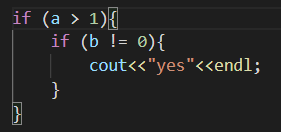 if (a > 1){
    if (b != 0){
        cout<<"yes"<<endl;
    }
}